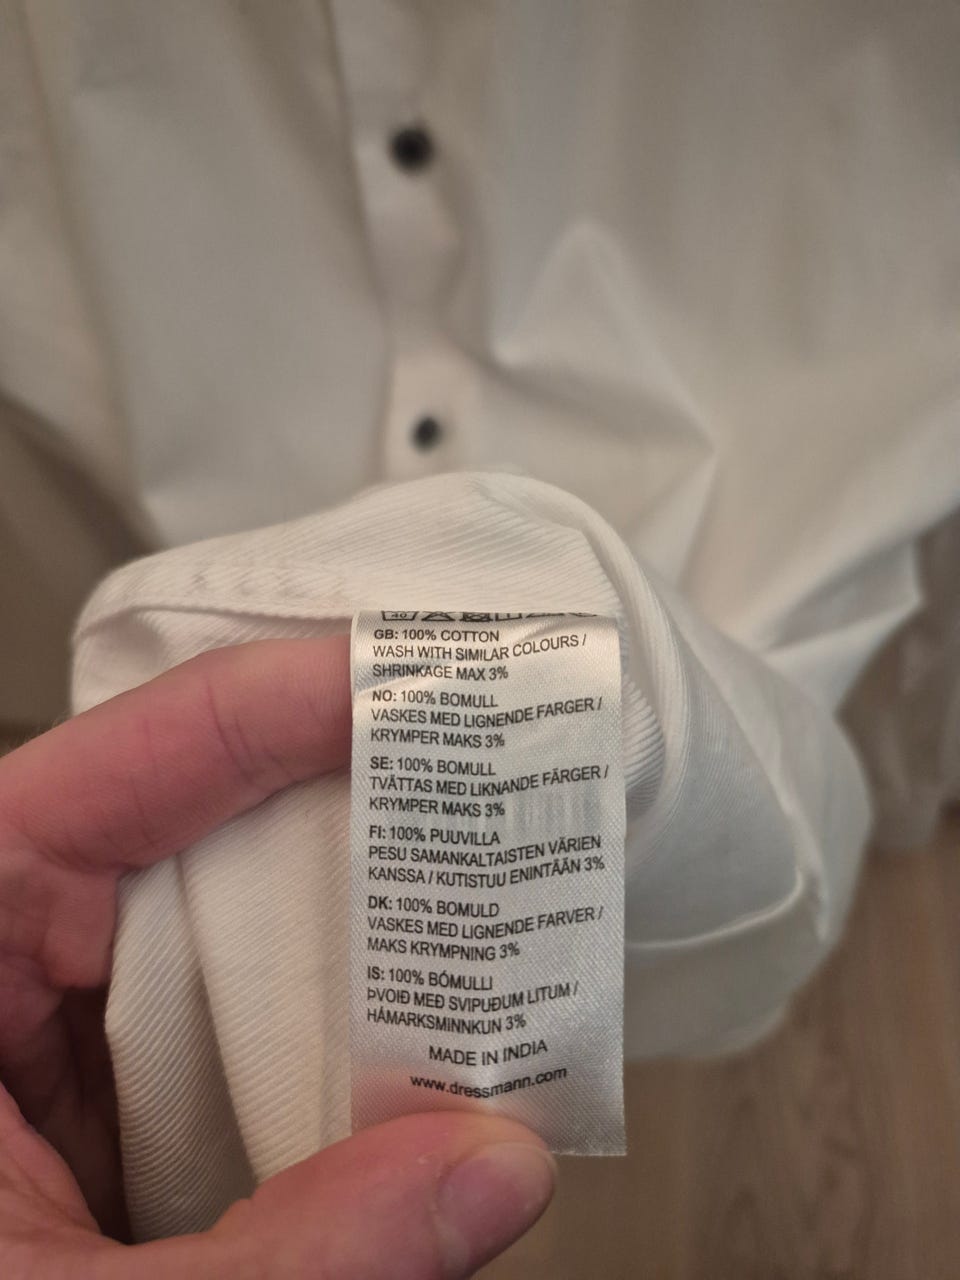 40
GB: 100% COTTON
WASH WITH SIMILAR COLOURS /
SHRINKAGE MAX 3%
NO: 100% BOMULL
VASKES MED LIGNENDE FARGER /
KRYMPER MAKS 3%
SE: 100% BOMULL
TVÄTTAS MED LIKNANDE FÄRGER /
KRYMPER MAKS 3%
FI: 100% PUUVILLA
PESU SAMANKALTAISTEN VÄRIEN
KANSSA / KUTISTUU ENINTÄÄN 3%
DK: 100% BOMULD
VASKES MED LIGNENDE FARVER /
MAKS KRYMPNING 3%
IS: 100% BÓMULLI
ÞVOIÐ MEÐ SVIPUÐUM LITUM /
HÁMARKSMINNKUN 3%
MADE IN INDIA
www.dressmann.com